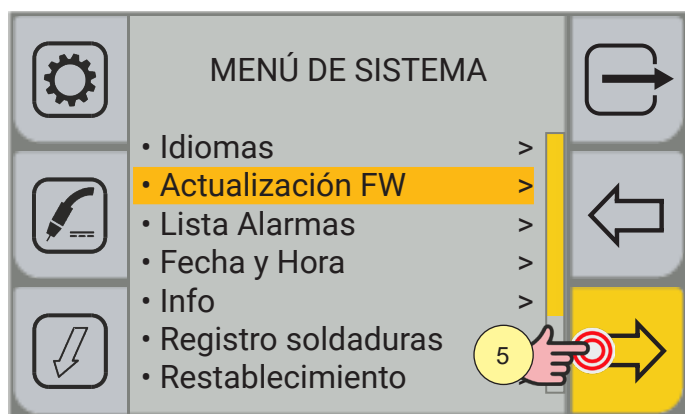 MENÚ DE SISTEMA
• Idiomas >
• Actualización FW >
• Lista Alarmas >
• Fecha y Hora >
• Info >
• Registro soldaduras
• Restablecimiento
5